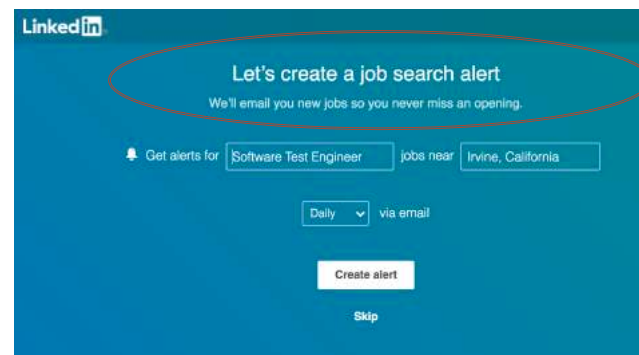 Linked in
Let's create a job search alert
We'll email you new jobs so you never miss an opening.
Get alerts for Software Test Engineer jobs near Irvine, California
Daily via email
Create alert
Skip